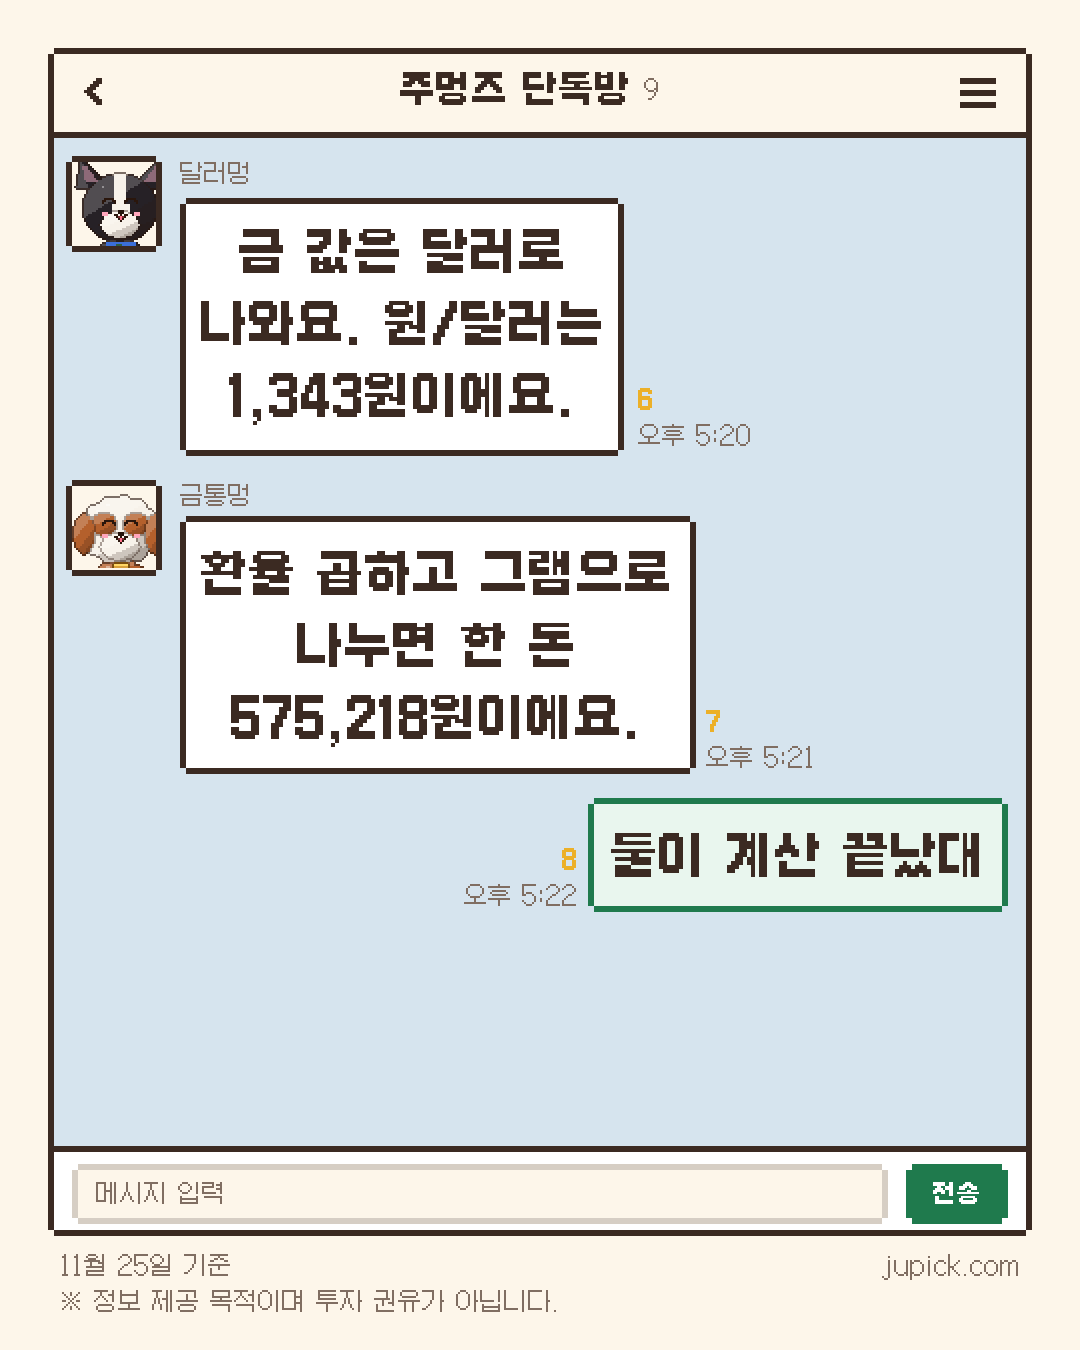 주멍즈 단톡방 9
달러멍
금 값은 달러로
나와요. 원/달러는
1,343원이에요.
6
오후 5:20
금통멍
환율 곱하고 그램으로
나누면 한 돈
575,218원이에요.
7
오후 5:21
둘이 계산 끝났대
8
오후 5:22
메시지 입력
전송
11월 25일 기준
jupick.com
※ 정보 제공 목적이며 투자 권유가 아닙니다.